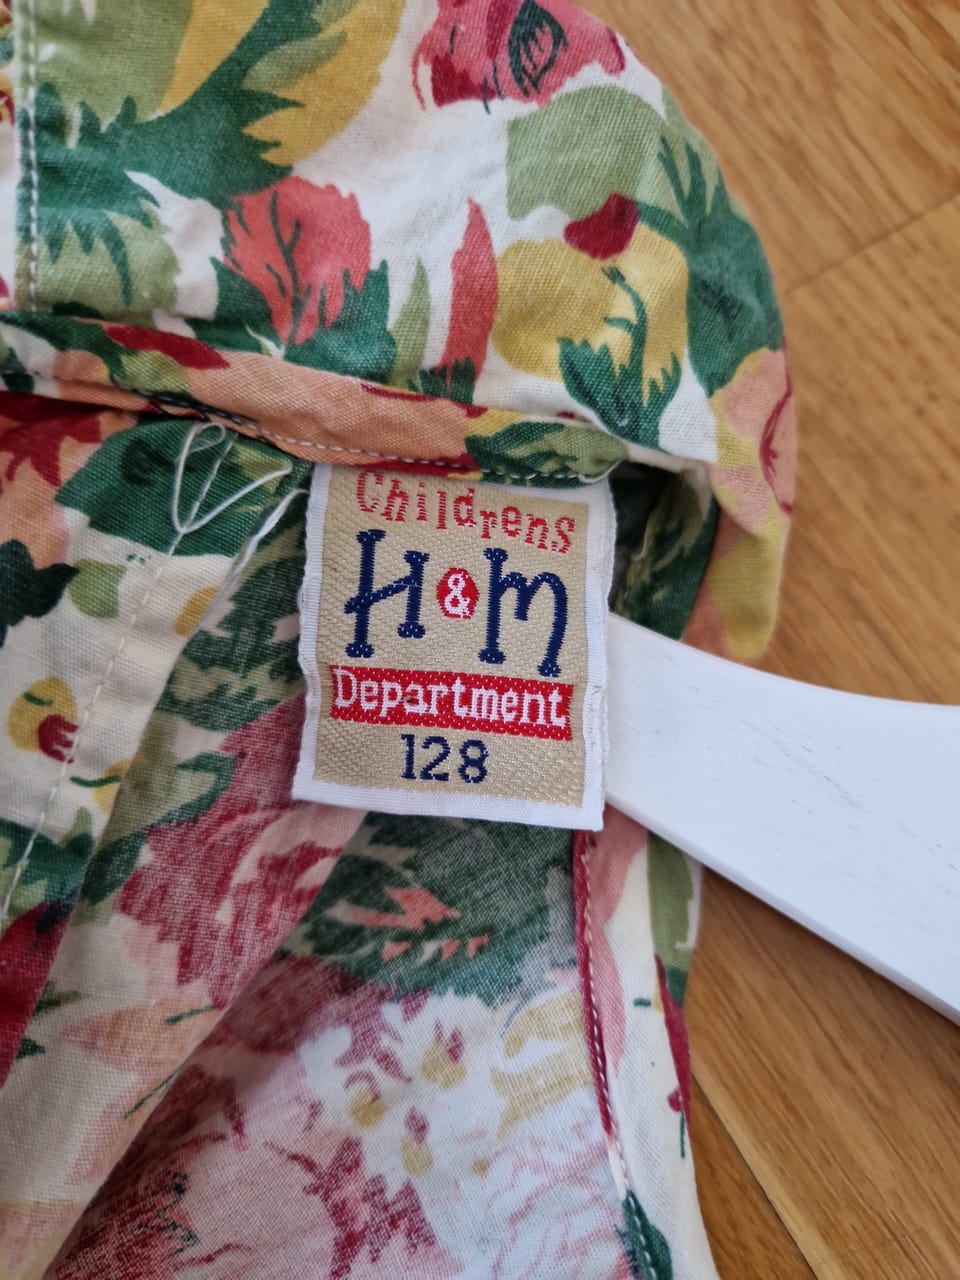 Childrens
H&M
Department
128